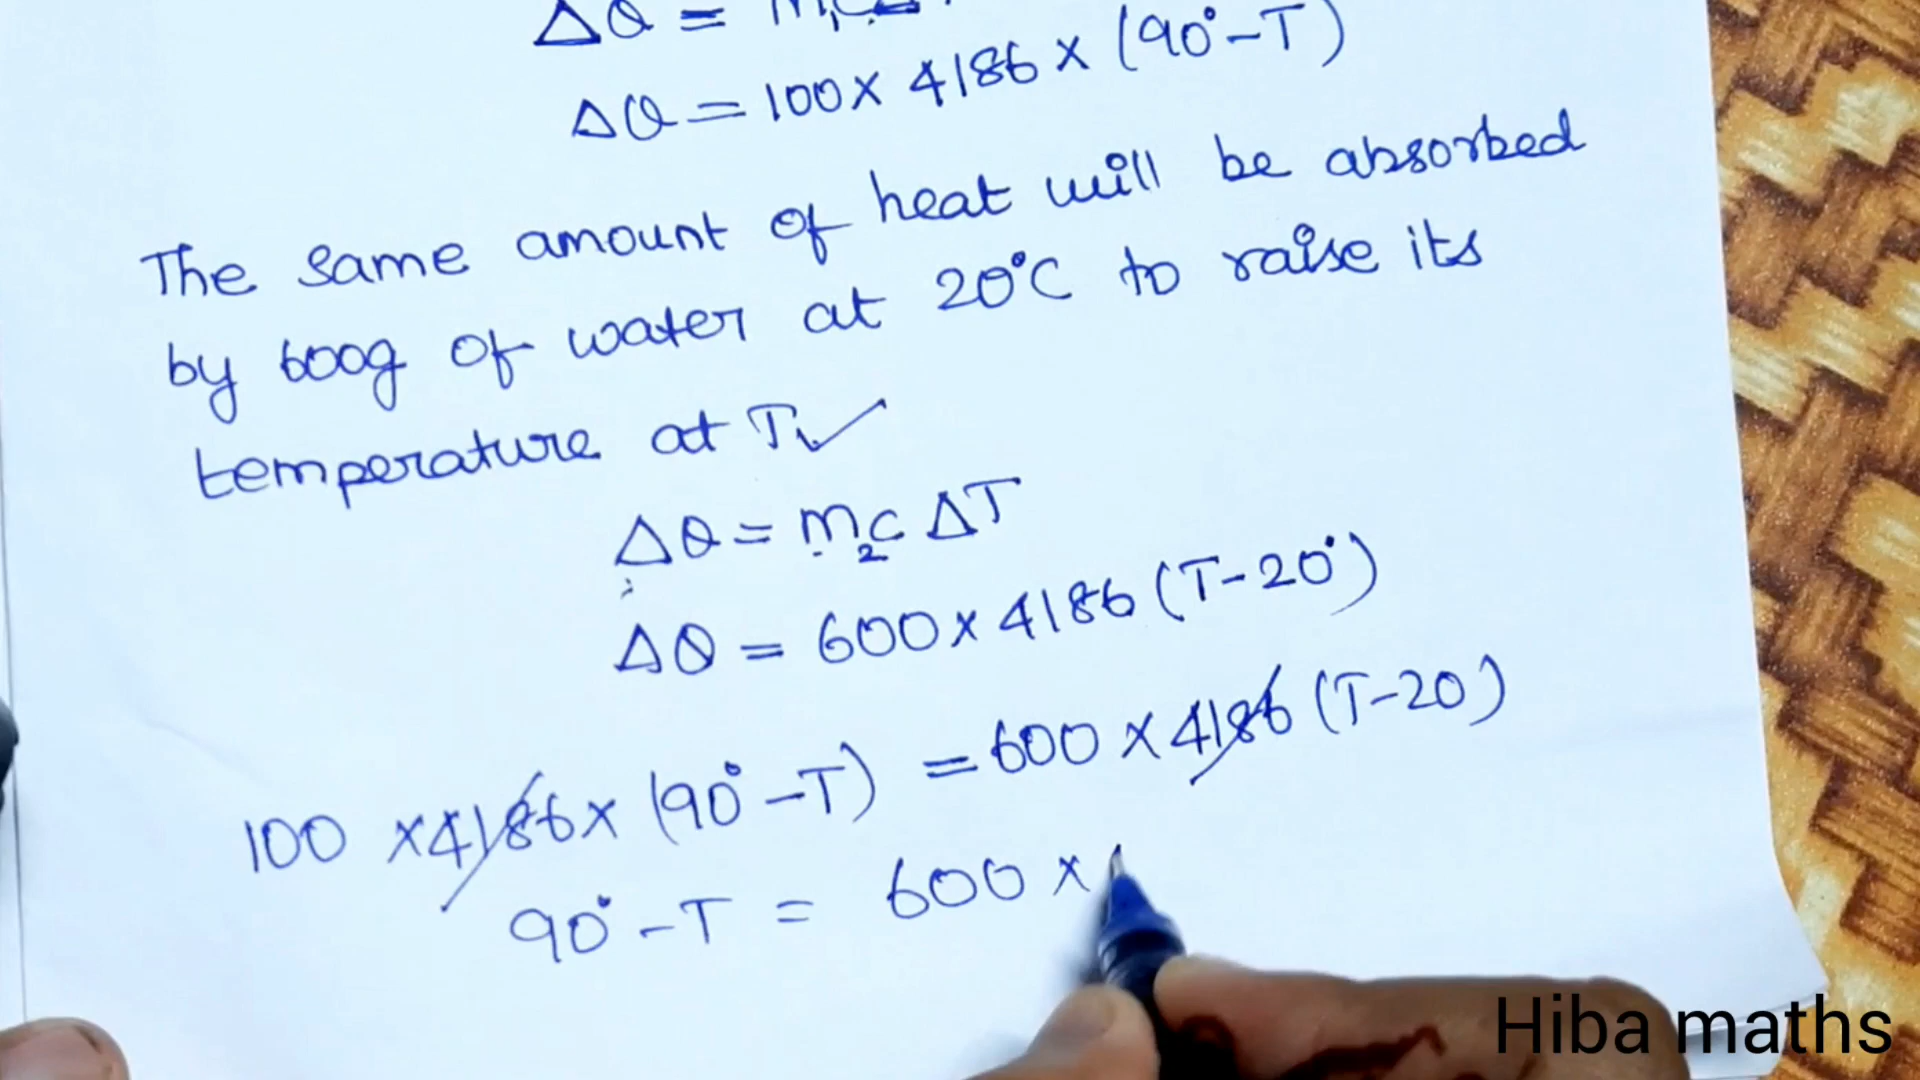 ΔQ = m₁c
ΔQ = 100 x 4186 x (90° - T)
The same amount of heat will be absorbed
by 600g of water at 20°C to raise its
temperature at T
ΔQ = m₂c ΔT
ΔQ = 600 x 4186 (T - 20°)
100 x 4186 x (90° - T) = 600 x 4186 (T - 20)
90° - T = 600 x
Hiba maths